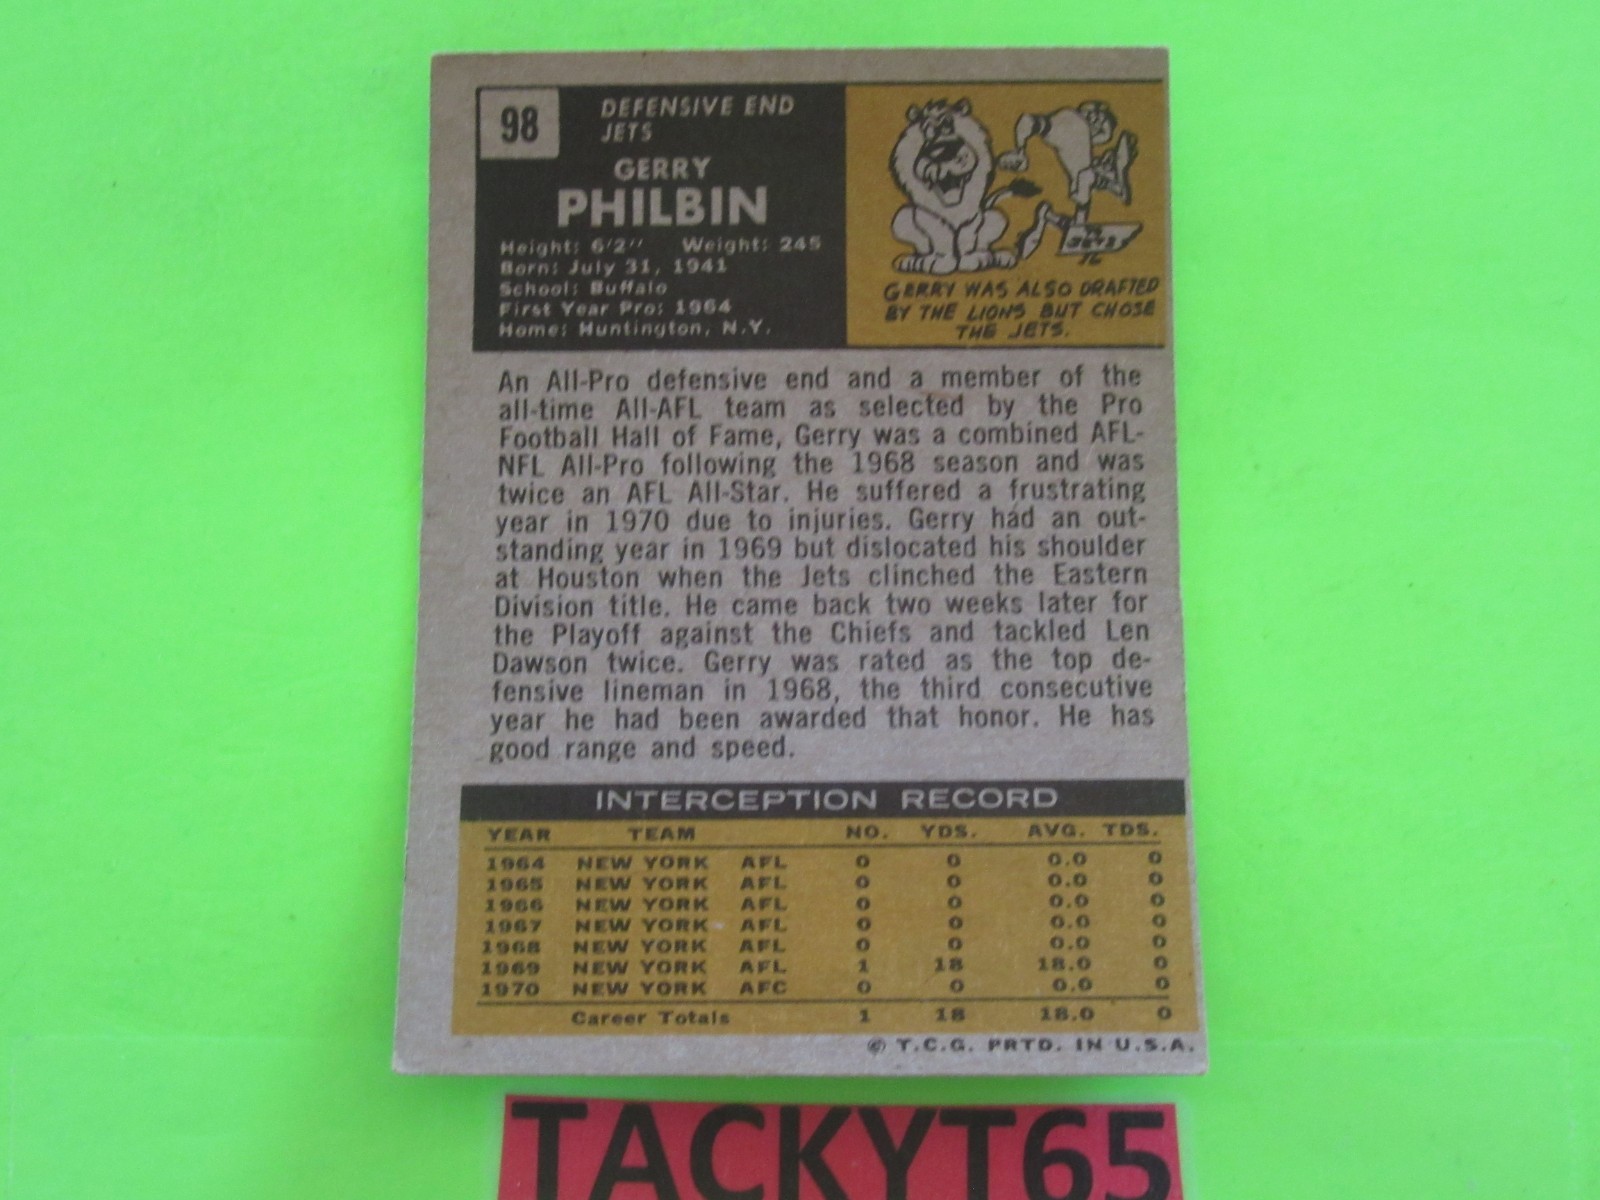 98
DEFENSIVE END
JETS
GERRY
PHILBIN
Height: 6'2'' Weight: 245
Born: July 31, 1941
School: Buffalo
First Year Pro: 1964
Home: Huntington, N.Y.
JETS
GERRY WAS ALSO DRAFTED
BY THE LIONS BUT CHOSE
THE JETS.
An All-Pro defensive end and a member of the
all-time All-AFL team as selected by the Pro
Football Hall of Fame, Gerry was a combined AFL-
NFL All-Pro following the 1968 season and was
twice an AFL All-Star. He suffered a frustrating
year in 1970 due to injuries. Gerry had an out-
standing year in 1969 but dislocated his shoulder
at Houston when the Jets clinched the Eastern
Division title. He came back two weeks later for
the Playoff against the Chiefs and tackled Len
Dawson twice. Gerry was rated as the top de-
fensive lineman in 1968, the third consecutive
year he had been awarded that honor. He has
good range and speed.
INTERCEPTION RECORD
YEAR TEAM NO. YDS. AVG. TDS.
1964 NEW YORK AFL 0 0 0.0 0
1965 NEW YORK AFL 0 0 0.0 0
1966 NEW YORK AFL 0 0 0.0 0
1967 NEW YORK AFL 0 0 0.0 0
1968 NEW YORK AFL 0 0 0.0 0
1969 NEW YORK AFL 1 18 18.0 0
1970 NEW YORK AFC 0 0 0.0 0
Career Totals 1 18 18.0 0
© T.C.G. PRTD. IN U.S.A.
TACKYT65